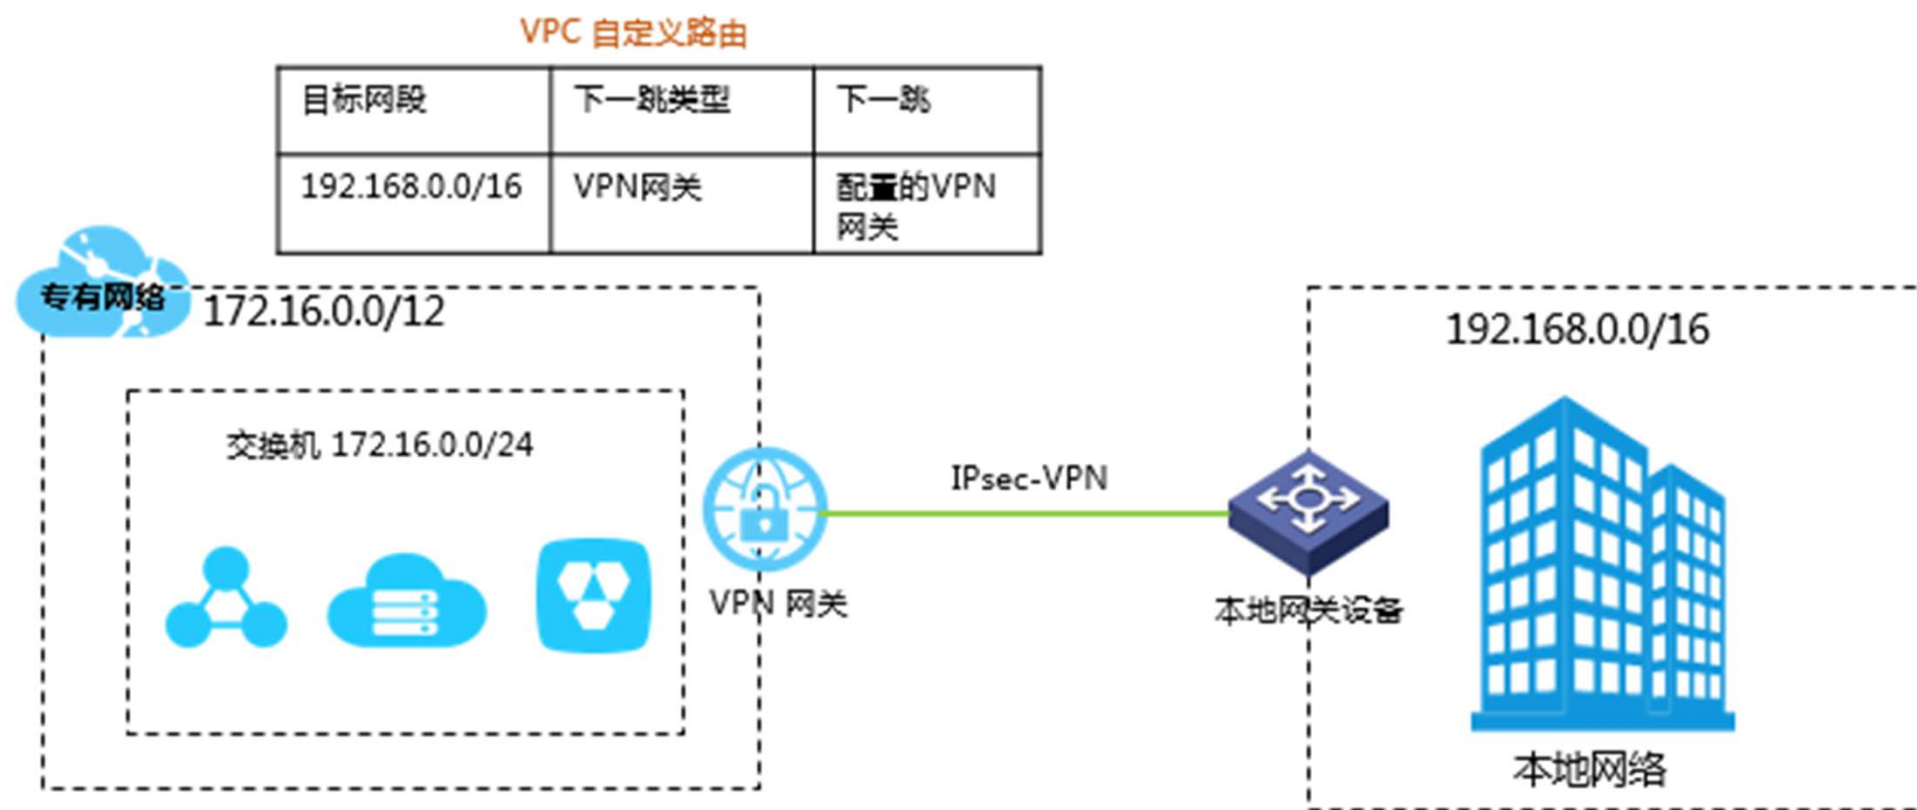 VPC 自定义路由
目标网段 下一跳类型 下一跳
192.168.0.0/16 VPN网关 配置的VPN
网关
专有网络 172.16.0.0/12
192.168.0.0/16
交换机 172.16.0.0/24
IPsec-VPN
VPN 网关
本地网关设备
本地网络